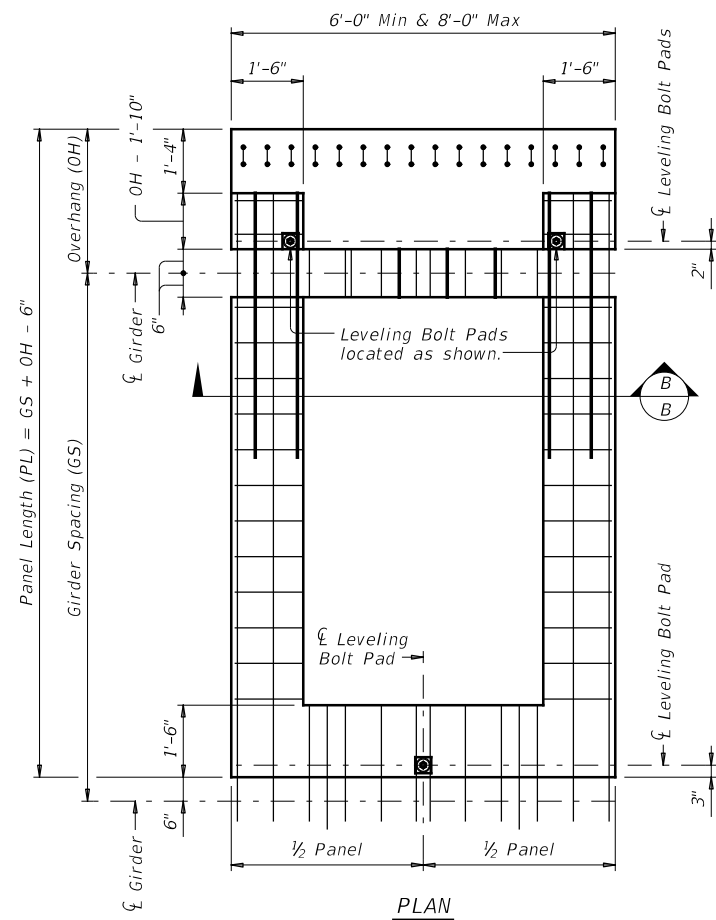 6'-0" Min & 8'-0" Max
1'-6"
1'-6"
℄ Leveling Bolt Pads
OH - 1'-10"
1'-4"
Overhang (OH)
2"
6"
℄ Girder
Leveling Bolt Pads
located as shown.
B
B
Panel Length (PL) = GS + OH - 6"
Girder Spacing (GS)
℄ Leveling
Bolt Pad
℄ Leveling Bolt Pad
1'-6"
3"
6"
℄ Girder
½ Panel
½ Panel
PLAN